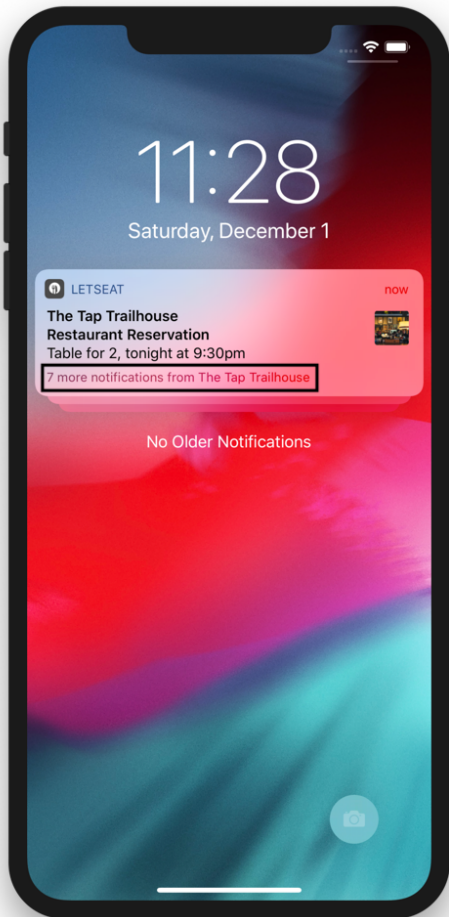 11:28
Saturday, December 1
LETSEAT now
The Tap Trailhouse
Restaurant Reservation
Table for 2, tonight at 9:30pm
7 more notifications from The Tap Trailhouse
No Older Notifications